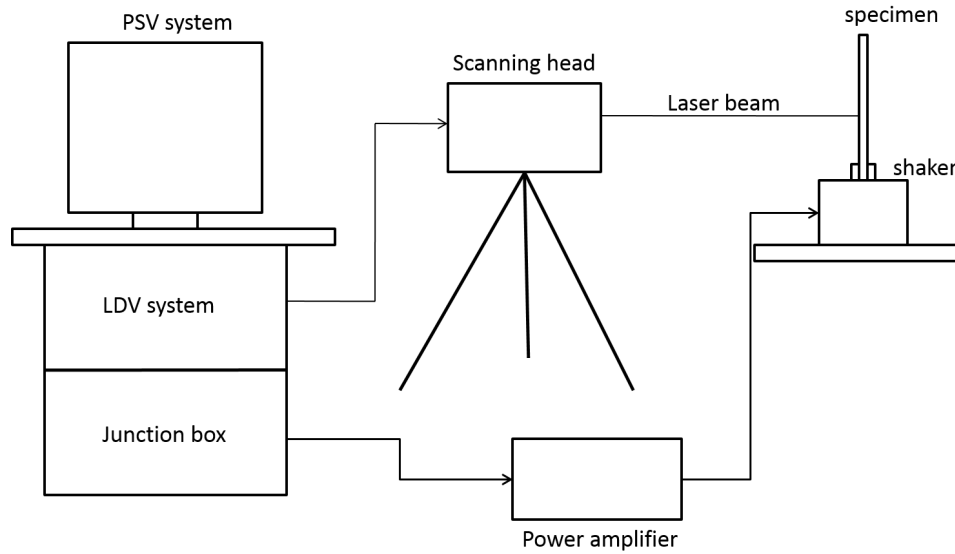 PSV system
specimen
Scanning head
Laser beam
shaker
LDV system
Junction box
Power amplifier